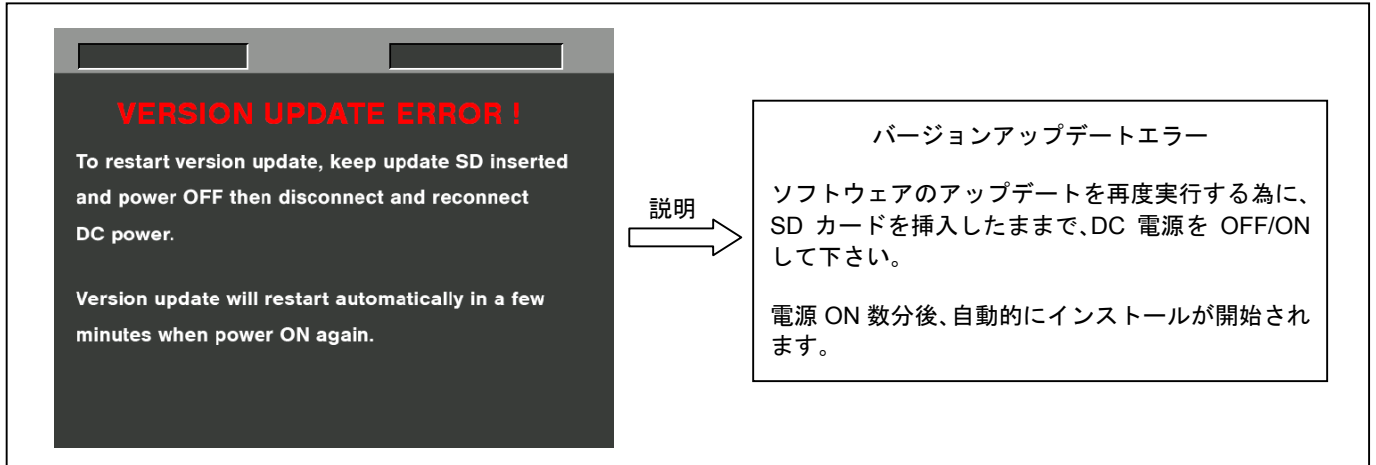 VERSION UPDATE ERROR !
To restart version update, keep update SD inserted
and power OFF then disconnect and reconnect
DC power.
Version update will restart automatically in a few
minutes when power ON again.
説明
バージョンアップデートエラー
ソフトウェアのアップデートを再度実行する為に、
SD カードを挿入したままで、DC 電源を OFF/ON
して下さい。
電源 ON 数分後、自動的にインストールが開始され
ます。